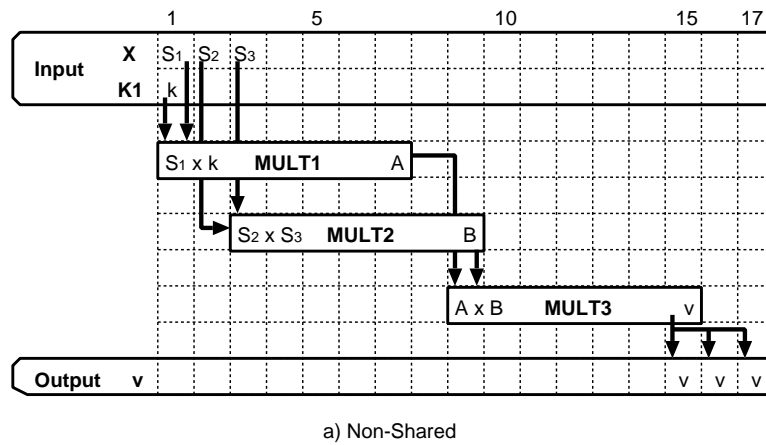 1 5 10 15 17
Input X S1 S2 S3
K1 k
S1 x k MULT1 A
S2 x S3 MULT2 B
A x B MULT3 v
Output v v v v
a) Non-Shared